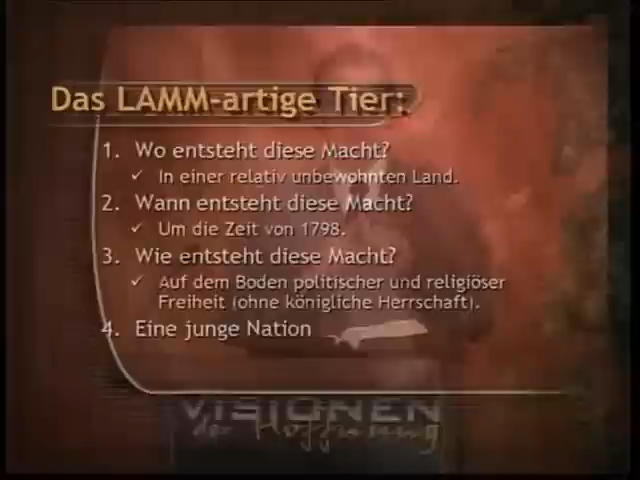 Das LAMM-artige Tier:
1. Wo entsteht diese Macht?
✓ In einer relativ unbewohnten Land.
2. Wann entsteht diese Macht?
✓ Um die Zeit von 1798.
3. Wie entsteht diese Macht?
✓ Auf dem Boden politischer und religiöser
Freiheit (ohne königliche Herrschaft).
4. Eine junge Nation
VISIONEN
der Hoffnung